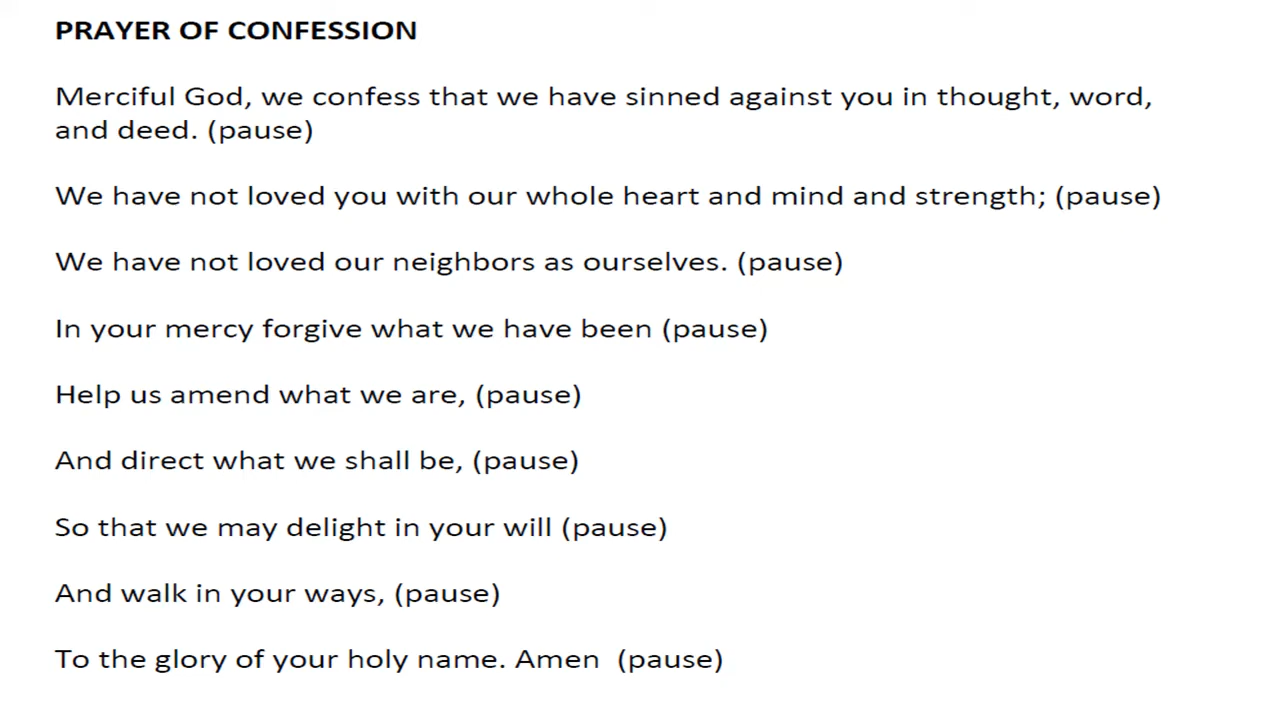 PRAYER OF CONFESSION
Merciful God, we confess that we have sinned against you in thought, word,
and deed. (pause)
We have not loved you with our whole heart and mind and strength; (pause)
We have not loved our neighbors as ourselves. (pause)
In your mercy forgive what we have been (pause)
Help us amend what we are, (pause)
And direct what we shall be, (pause)
So that we may delight in your will (pause)
And walk in your ways, (pause)
To the glory of your holy name. Amen  (pause)